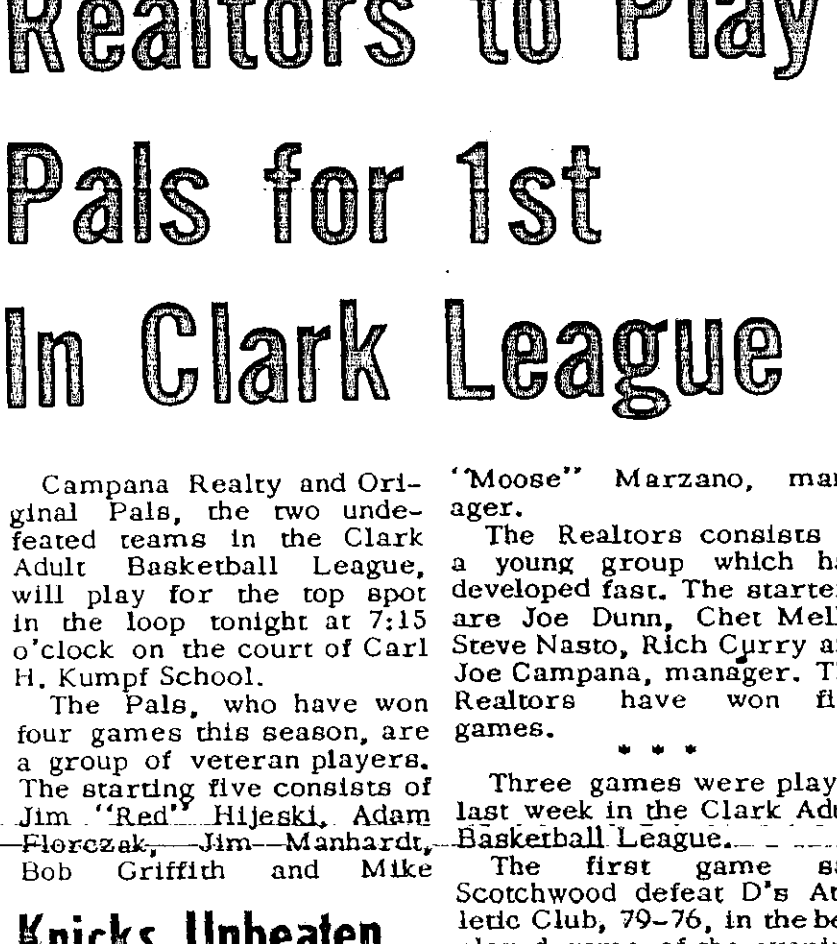 Realtors to Play
Pals for 1st
In Clark League
Campana Realty and Ori-
ginal Pals, the two unde-
feated teams in the Clark
Adult Basketball League,
will play for the top spot
in the loop tonight at 7:15
o'clock on the court of Carl
H. Kumpf School.
The Pals, who have won
four games this season, are
a group of veteran players.
The starting five consists of
Jim "Red" Hijeski, Adam
Florczak, Jim Manhardt,
Bob Griffith and Mike
Knicks Unbeaten
"Moose" Marzano, man
ager.
The Realtors consists
a young group which ha
developed fast. The starte
are Joe Dunn, Chet Mell
Steve Nasto, Rich Curry a
Joe Campana, manager. T
Realtors have won fi
games.
* * *
Three games were play
last week in the Clark Adu
Basketball League.
The first game sa
Scotchwood defeat D's At
letic Club, 79-76, in the be